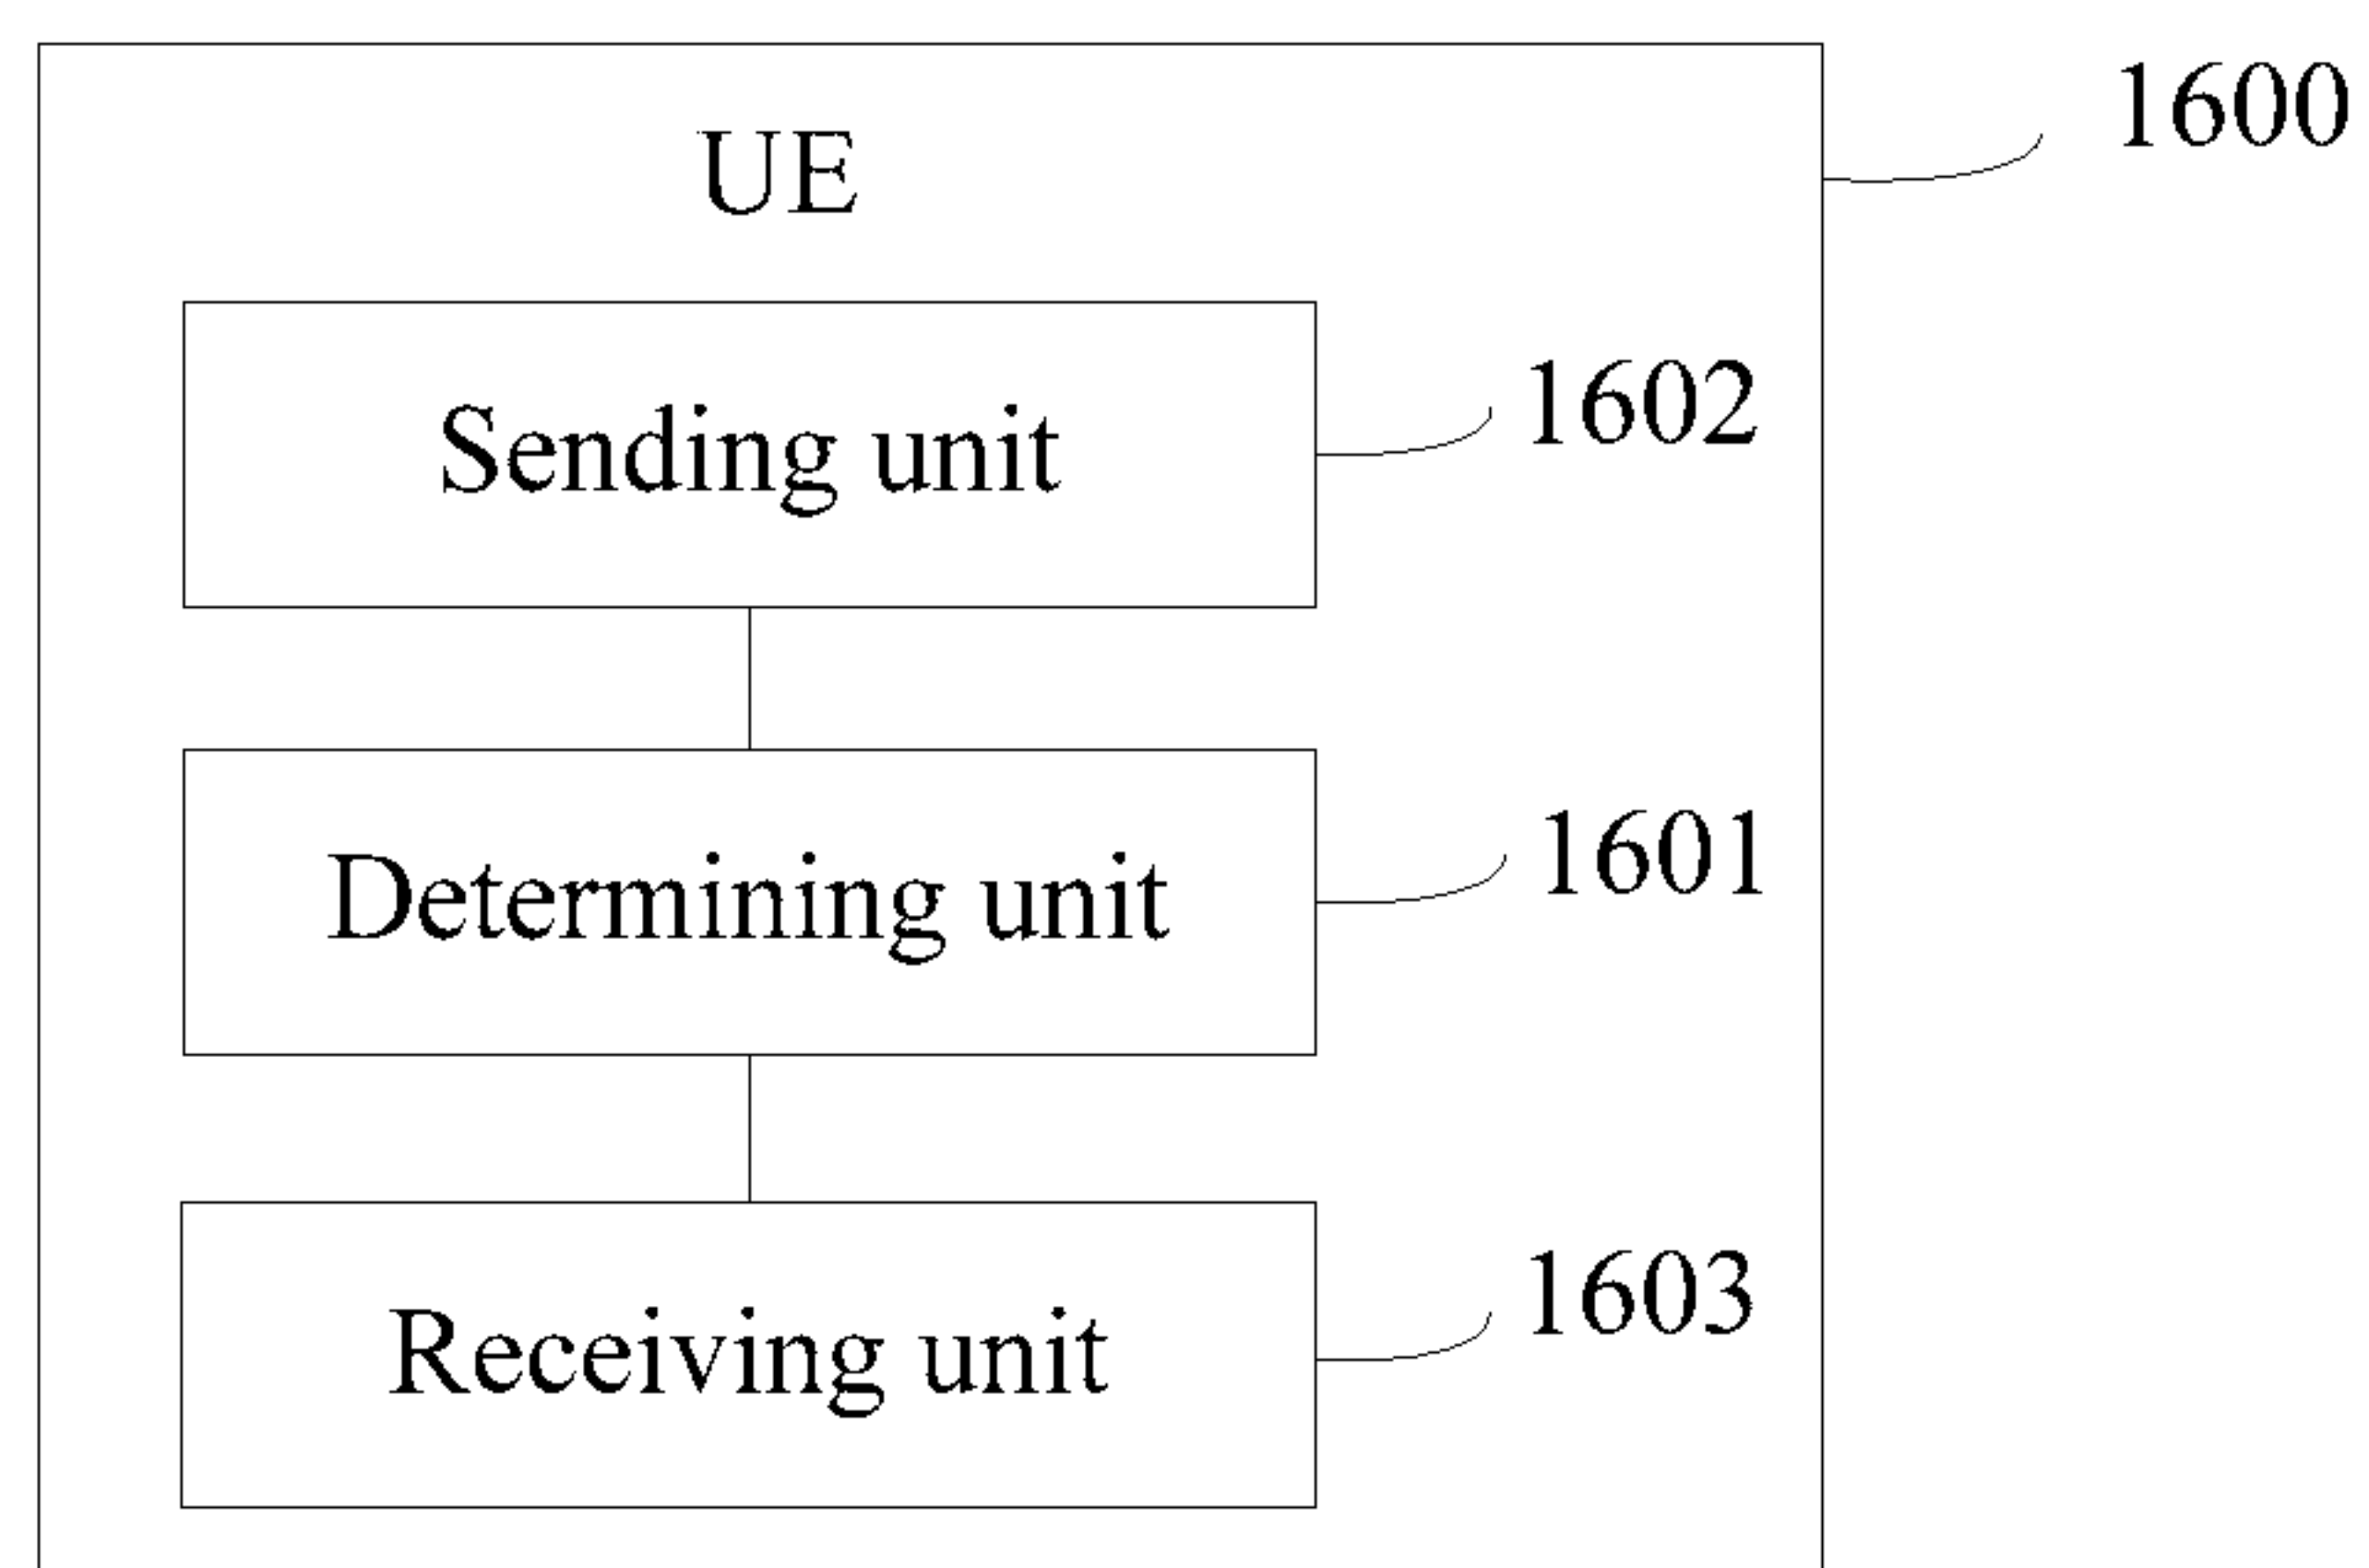 UE
1600
Sending unit
1602
Determining unit
1601
Receiving unit
1603